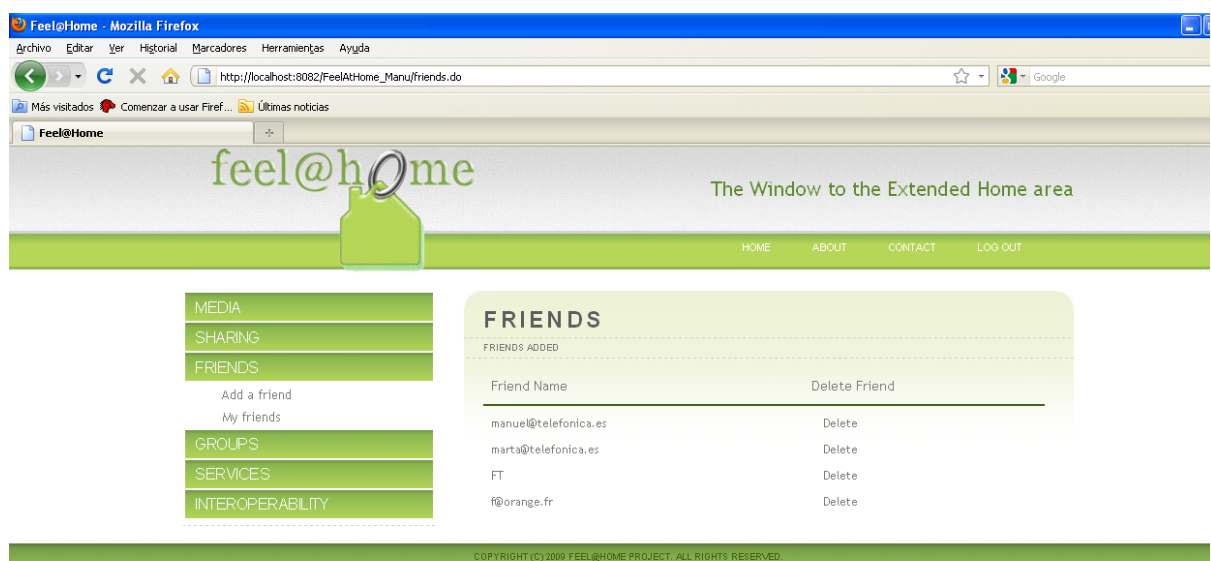 Feel@Home - Mozilla Firefox
Archivo Editar Ver Historial Marcadores Herramientas Ayuda
http://localhost:8082/FeelAtHome_Manu/friends.do
Google
Más visitados Comenzar a usar Firef... Últimas noticias
Feel@Home
feel@home
The Window to the Extended Home area
HOME ABOUT CONTACT LOG OUT
MEDIA
SHARING
FRIENDS
Add a friend
My friends
GROUPS
SERVICES
INTEROPERABILITY
FRIENDS
FRIENDS ADDED
Friend Name Delete Friend
manuel@telefonica.es Delete
marta@telefonica.es Delete
FT Delete
f@orange.fr Delete
COPYRIGHT (C) 2009 FEEL@HOME PROJECT. ALL RIGHTS RESERVED.